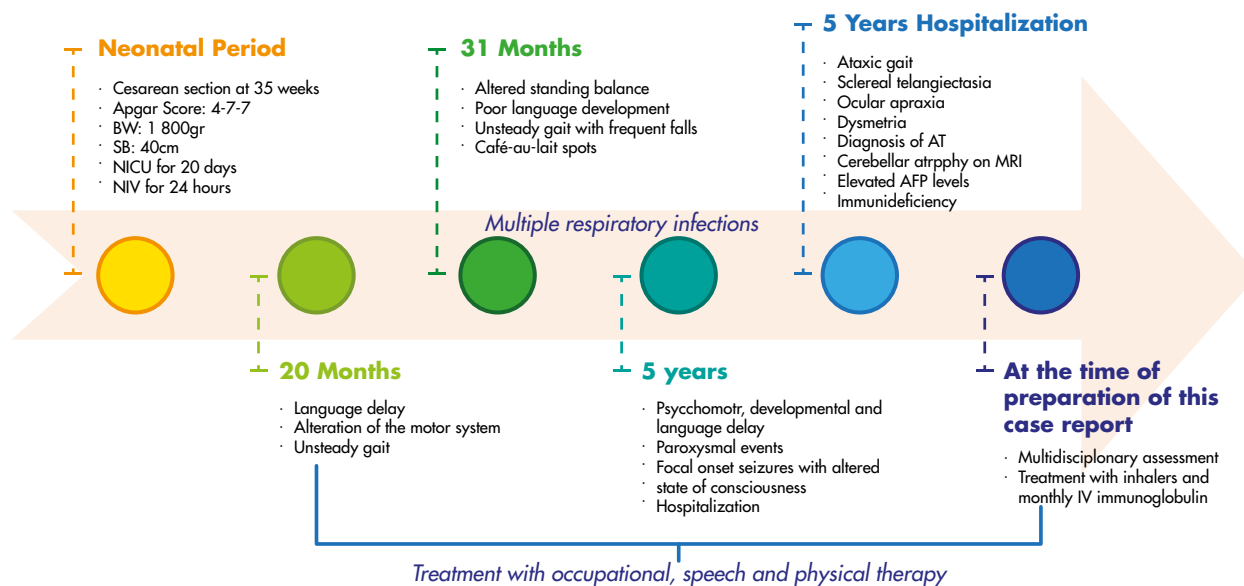 Neonatal Period
· Cesarean section at 35 weeks
· Apgar Score: 4-7-7
· BW: 1 800gr
· SB: 40cm
· NICU for 20 days
· NIV for 24 hours
31 Months
· Altered standing balance
· Poor language development
· Unsteady gait with frequent falls
· Café-au-lait spots
5 Years Hospitalization
· Ataxic gait
· Sclereal telangiectasia
· Ocular apraxia
· Dysmetria
· Diagnosis of AT
· Cerebellar atrpphy on MRI
· Elevated AFP levels
· Immunideficiency
Multiple respiratory infections
20 Months
· Language delay
· Alteration of the motor system
· Unsteady gait
5 years
· Psycchomotr, developmental and
language delay
· Paroxysmal events
· Focal onset seizures with altered
· state of consciousness
· Hospitalization
At the time of
preparation of this
case report
· Multidisciplonary assessment
· Treatment with inhalers and
monthly IV immunoglobulin
Treatment with occupational, speech and physical therapy